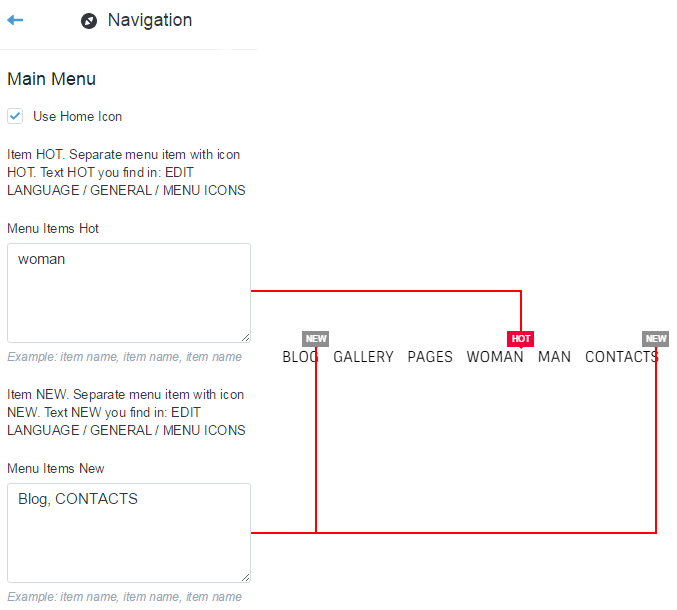 Navigation
Main Menu
Use Home Icon
Item HOT. Separate menu item with icon
HOT. Text HOT you find in: EDIT
LANGUAGE / GENERAL / MENU ICONS
Menu Items Hot
woman
Example: item name, item name, item name
Item NEW. Separate menu item with icon
NEW. Text NEW you find in: EDIT
LANGUAGE / GENERAL / MENU ICONS
Menu Items New
Blog, CONTACTS
Example: item name, item name, item name
NEW HOT NEW
BLOG GALLERY PAGES WOMAN MAN CONTACTS